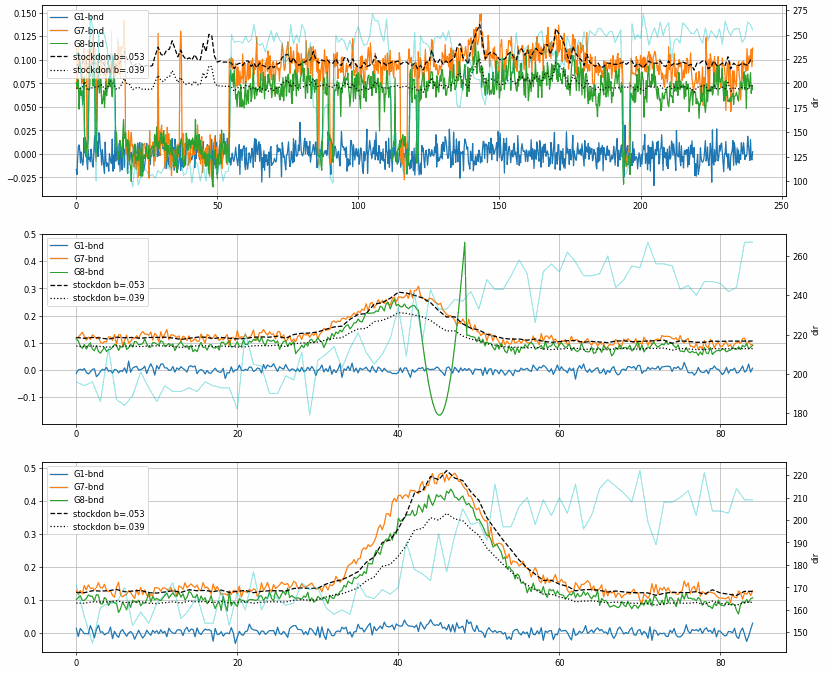 0.150
0.125
0.100
0.075
0.050
0.025
0.000
−0.025
G1-bnd
G7-bnd
G8-bnd
stockdon b=.053
stockdon b=.039
275
250
225
200
175
150
125
100
dir
0 50 100 150 200 250
0.5
0.4
0.3
0.2
0.1
0.0
−0.1
G1-bnd
G7-bnd
G8-bnd
stockdon b=.053
stockdon b=.039
260
240
220
200
180
dir
0 20 40 60 80
0.5
0.4
0.3
0.2
0.1
0.0
G1-bnd
G7-bnd
G8-bnd
stockdon b=.053
stockdon b=.039
220
210
200
190
180
170
160
150
dir
0 20 40 60 80